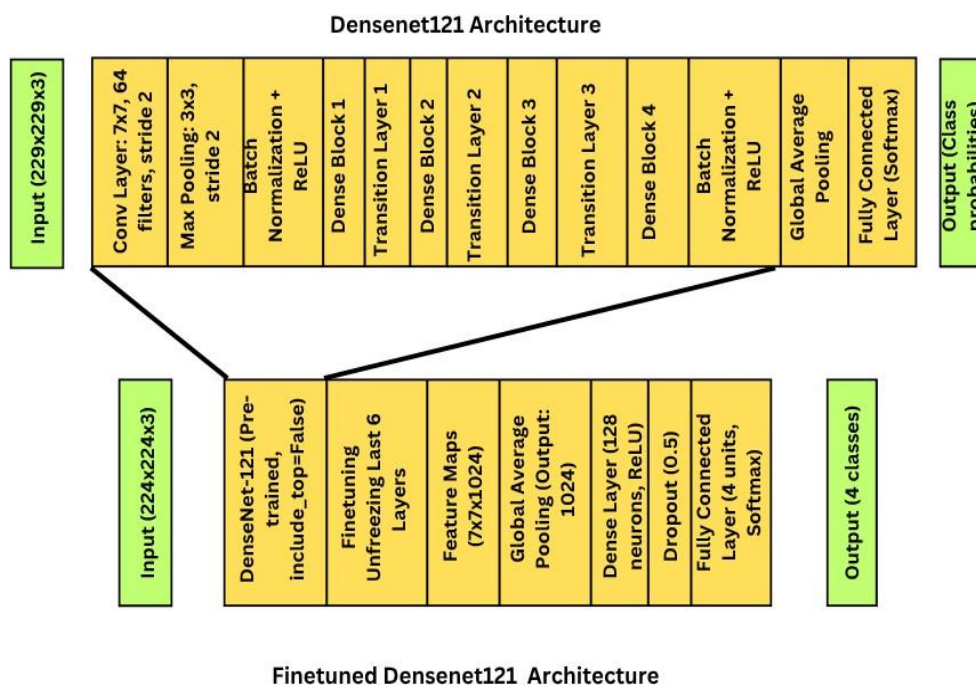 Densenet121 Architecture
Input (229x229x3)
Conv Layer: 7x7, 64
filters, stride 2
Max Pooling: 3x3,
stride 2
Batch
Normalization +
ReLU
Dense Block 1
Transition Layer 1
Dense Block 2
Transition Layer 2
Dense Block 3
Transition Layer 3
Dense Block 4
Batch
Normalization +
ReLU
Global Average
Pooling
Fully Connected
Layer (Softmax)
Output (Class
probabilities)
Input (224x224x3)
DenseNet-121 (Pre-
trained,
include_top=False)
Finetuning
Unfreezing Last 6
Layers
Feature Maps
(7x7x1024)
Global Average
Pooling (Output:
1024)
Dense Layer (128
neurons, ReLU)
Dropout (0.5)
Fully Connected
Layer (4 units,
Softmax)
Output (4 classes)
Finetuned Densenet121 Architecture